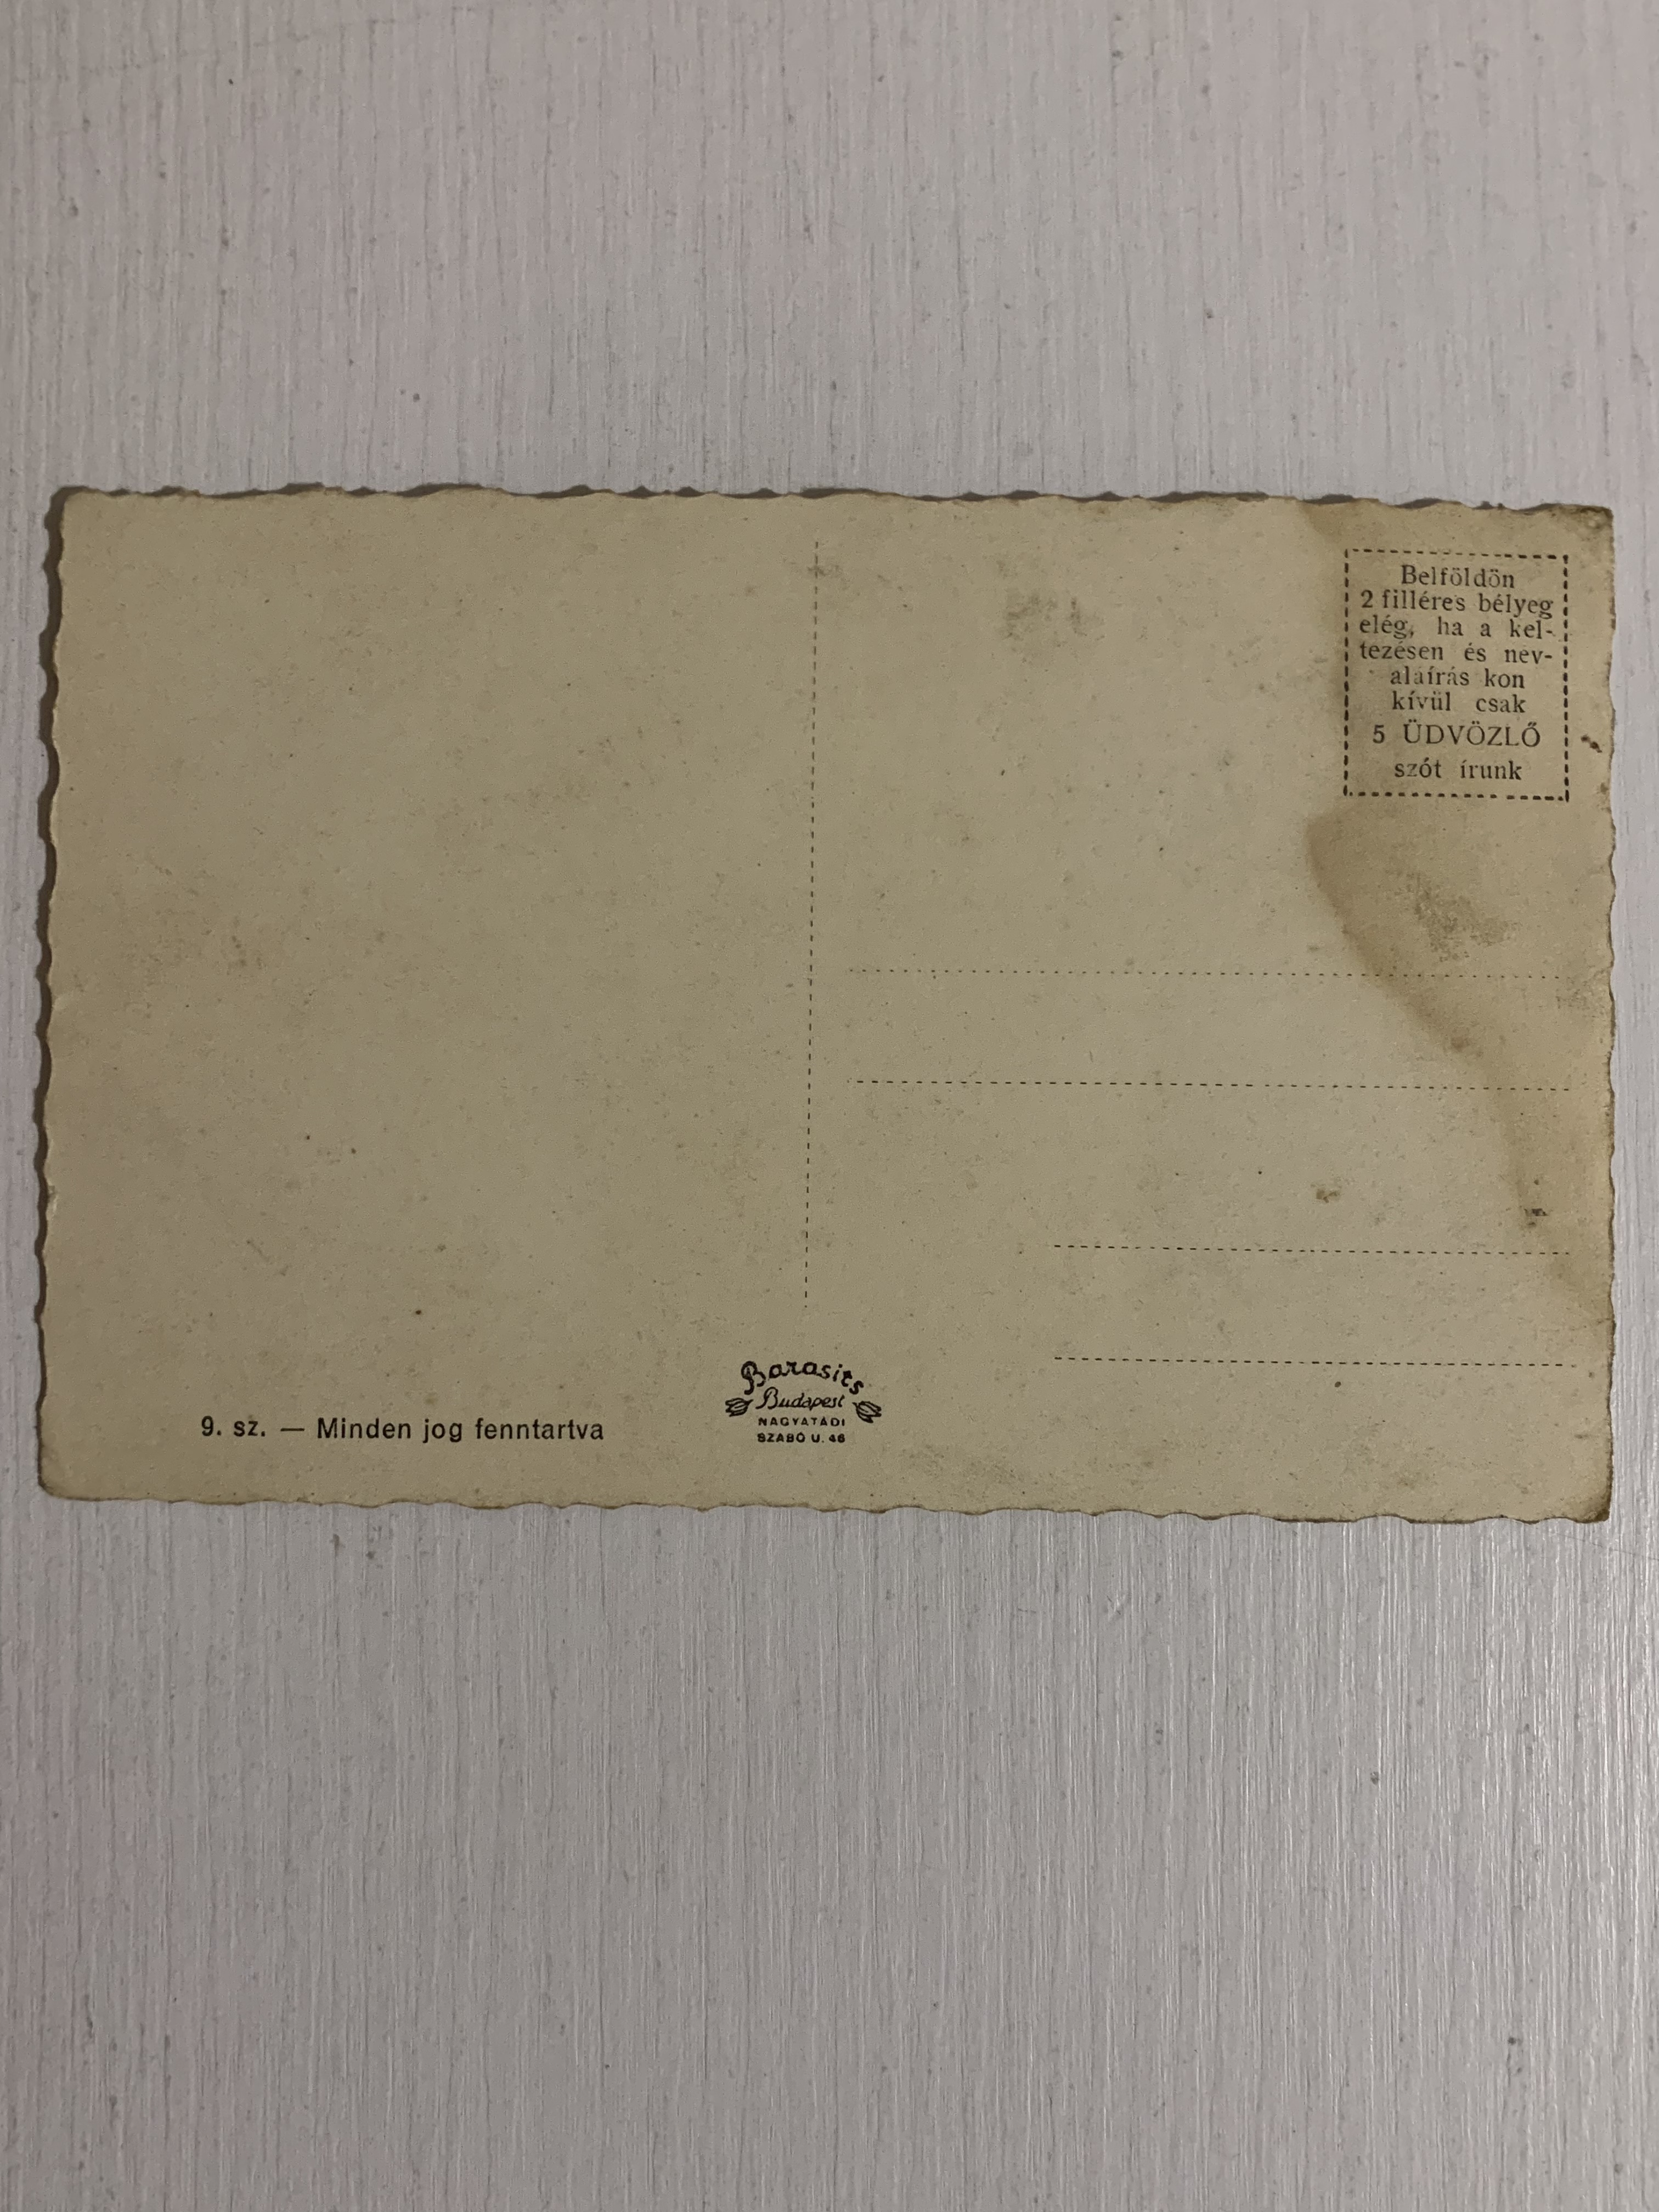 Belföldön
2 filléres bélyeg
elég, ha a kel-
tezésen és nev-
aláírás kon
kívül csak
5 ÜDVÖZLŐ
szót írunk
9. sz. — Minden jog fenntartva
Barasits
Budapest
NAGYATÁDI
SZABÓ U. 46